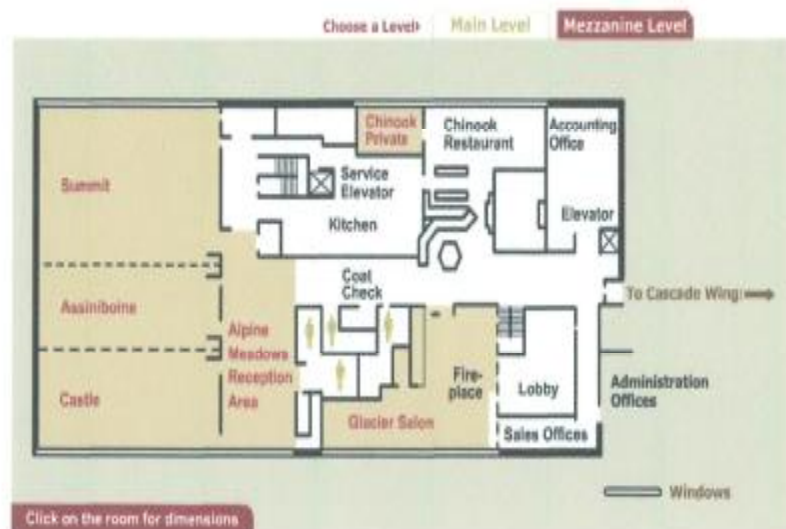 Choose a Level
Main Level
Mezzanine Level
Chinook
Private
Chinook
Restaurant
Accounting
Office
Summit
Service
Elevator
Kitchen
Elevator
Coat
Check
To Cascade Wing:
Assiniboine
Alpine
Meadows
Reception
Area
Castle
Fire-
place
Lobby
Administration
Offices
Glacier Salon
Sales Offices
Windows
Click on the room for dimensions